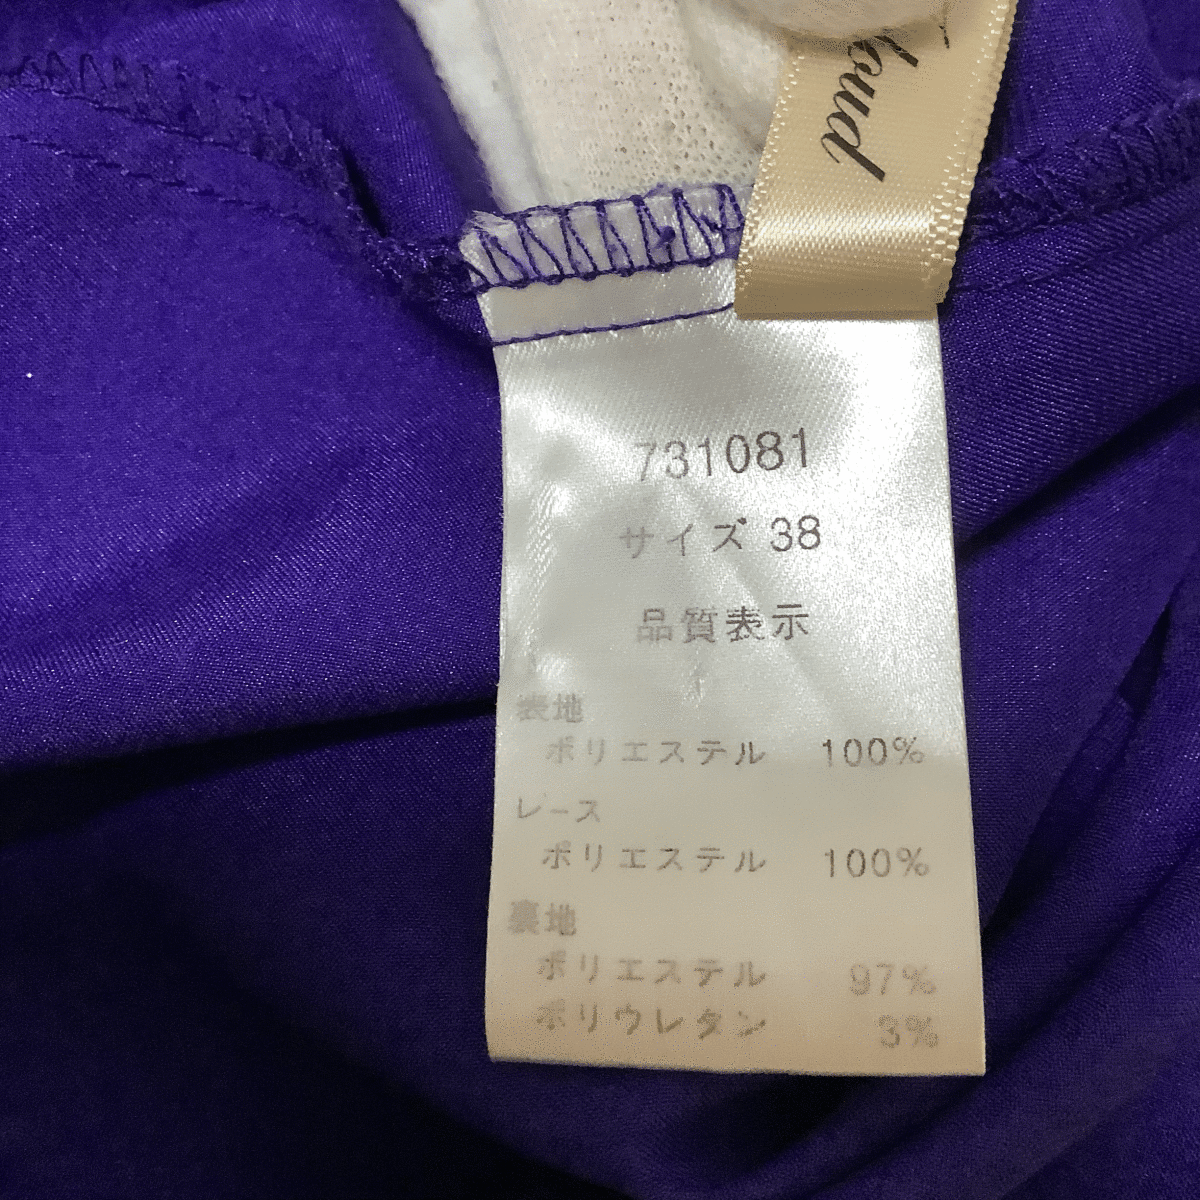 731081
サイズ 38
品質表示
表地
ポリエステル 100%
レース
ポリエステル 100%
裏地
ポリエステル 97%
ポリウレタン 3%